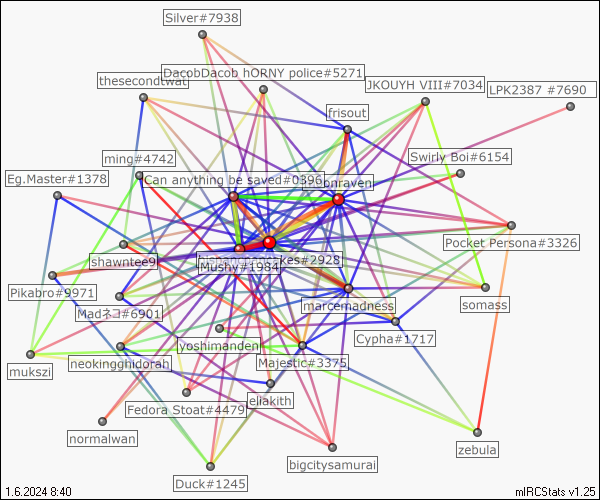 Silver#7938
DacobDacob hORNY police#5271
thesecondtwat
JKOUYH VIII#7034
LPK2387 #7690
frisout
ming#4742
Swirly Boi#6154
Eg.Master#1378
Can anything be saved#0396
onraven
Pocket Persona#3326
shawntee9
kes#2928
Mushy#1984
Pikabro#9971
somass
Madネコ#6901
marcemadness
yoshimanden
Cypha#1717
mukszi
neokingghidorah
Majestic#3375
eliakith
Fedora Stoat#4479
normalwan
zebula
bigcitysamurai
Duck#1245
1.6.2024 8:40
mIRCStats v1.25